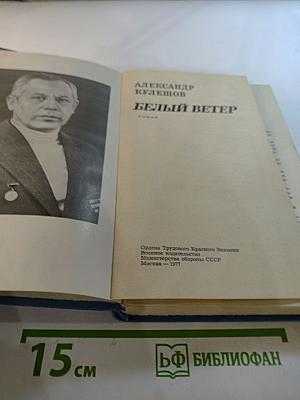 АЛЕКСАНДР
КУЛЕШОВ
БЕЛЫЙ ВЕТЕР
РОМАН
Ордена Трудового Красного Знамени
Военное издательство
Министерства обороны СССР
Москва — 1977
15 см
БФ БИБЛИОФАН